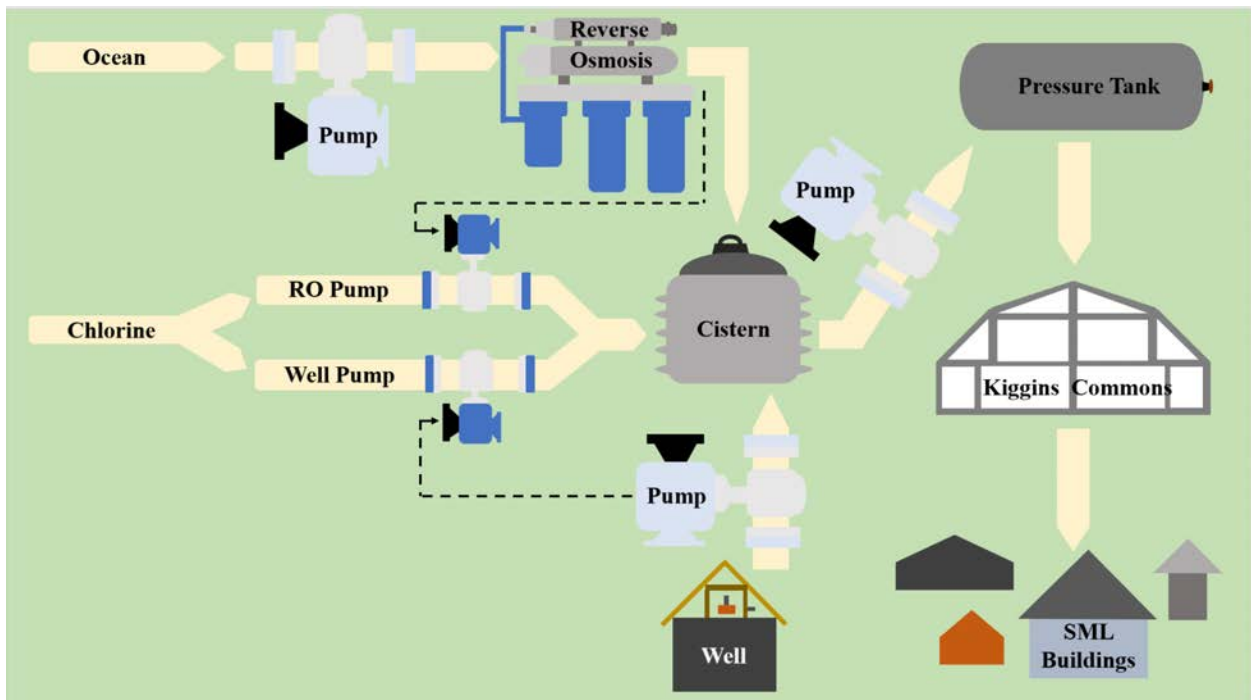 Ocean
Pump
Reverse
Osmosis
Pressure Tank
Pump
RO Pump
Chlorine
Well Pump
Cistern
Kiggins Commons
Pump
Well
SML
Buildings